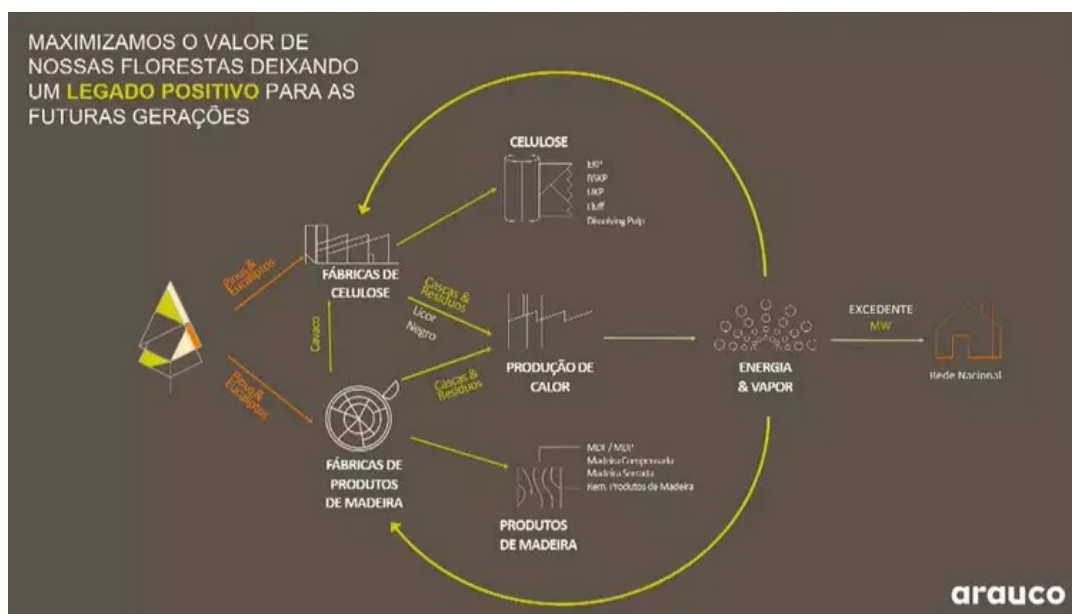 MAXIMIZAMOS O VALOR DE
NOSSAS FLORESTAS DEIXANDO
UM LEGADO POSITIVO PARA AS
FUTURAS GERAÇÕES
CELULOSE
EKP
BSKP
UKP
Fluff
Dissolving Pulp
Pinus &
Eucaliptos
FÁBRICAS DE
CELULOSE
Cascas &
Resíduos
Licor
Negro
Cavaco
PRODUÇÃO DE
CALOR
ENERGIA
& VAPOR
EXCEDENTE
MW
Rede Nacional
Pinus &
Eucaliptos
Cascas &
Resíduos
FÁBRICAS DE
PRODUTOS
DE MADEIRA
MDF / MDP
Madeira Compensada
Madeira Serrada
Rem. Produtos de Madeira
PRODUTOS
DE MADEIRA
arauco